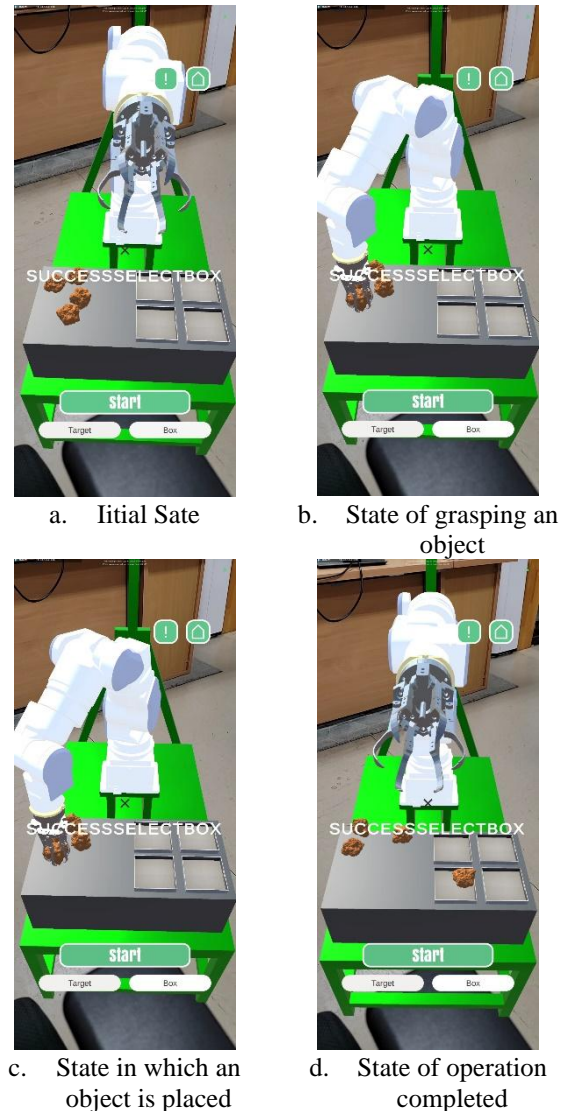 !
!
SUCCESSSELECTBOX
SUCCESSSELECTBOX
Start
Start
Target Box
Target Box
a. Iitial Sate
b. State of grasping an
object
!
!
SUCCESSSELECTBOX
SUCCESSSELECTBOX
Start
Start
Target Box
Target Box
c. State in which an
object is placed
d. State of operation
completed